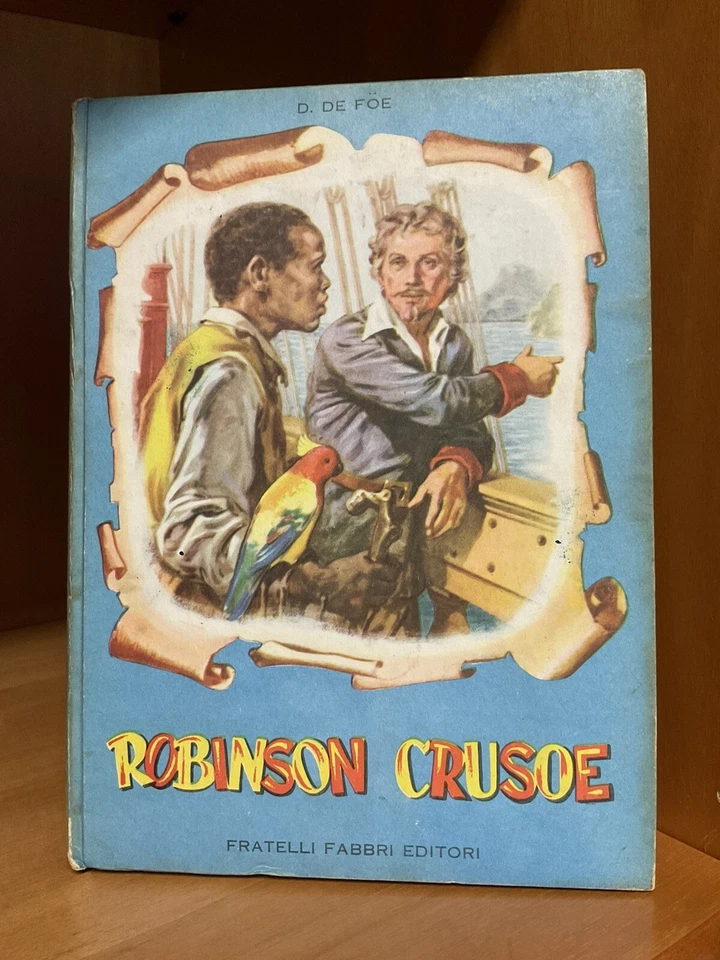 D. DE FÖE
ROBINSON CRUSOE
FRATELLI FABBRI EDITORI